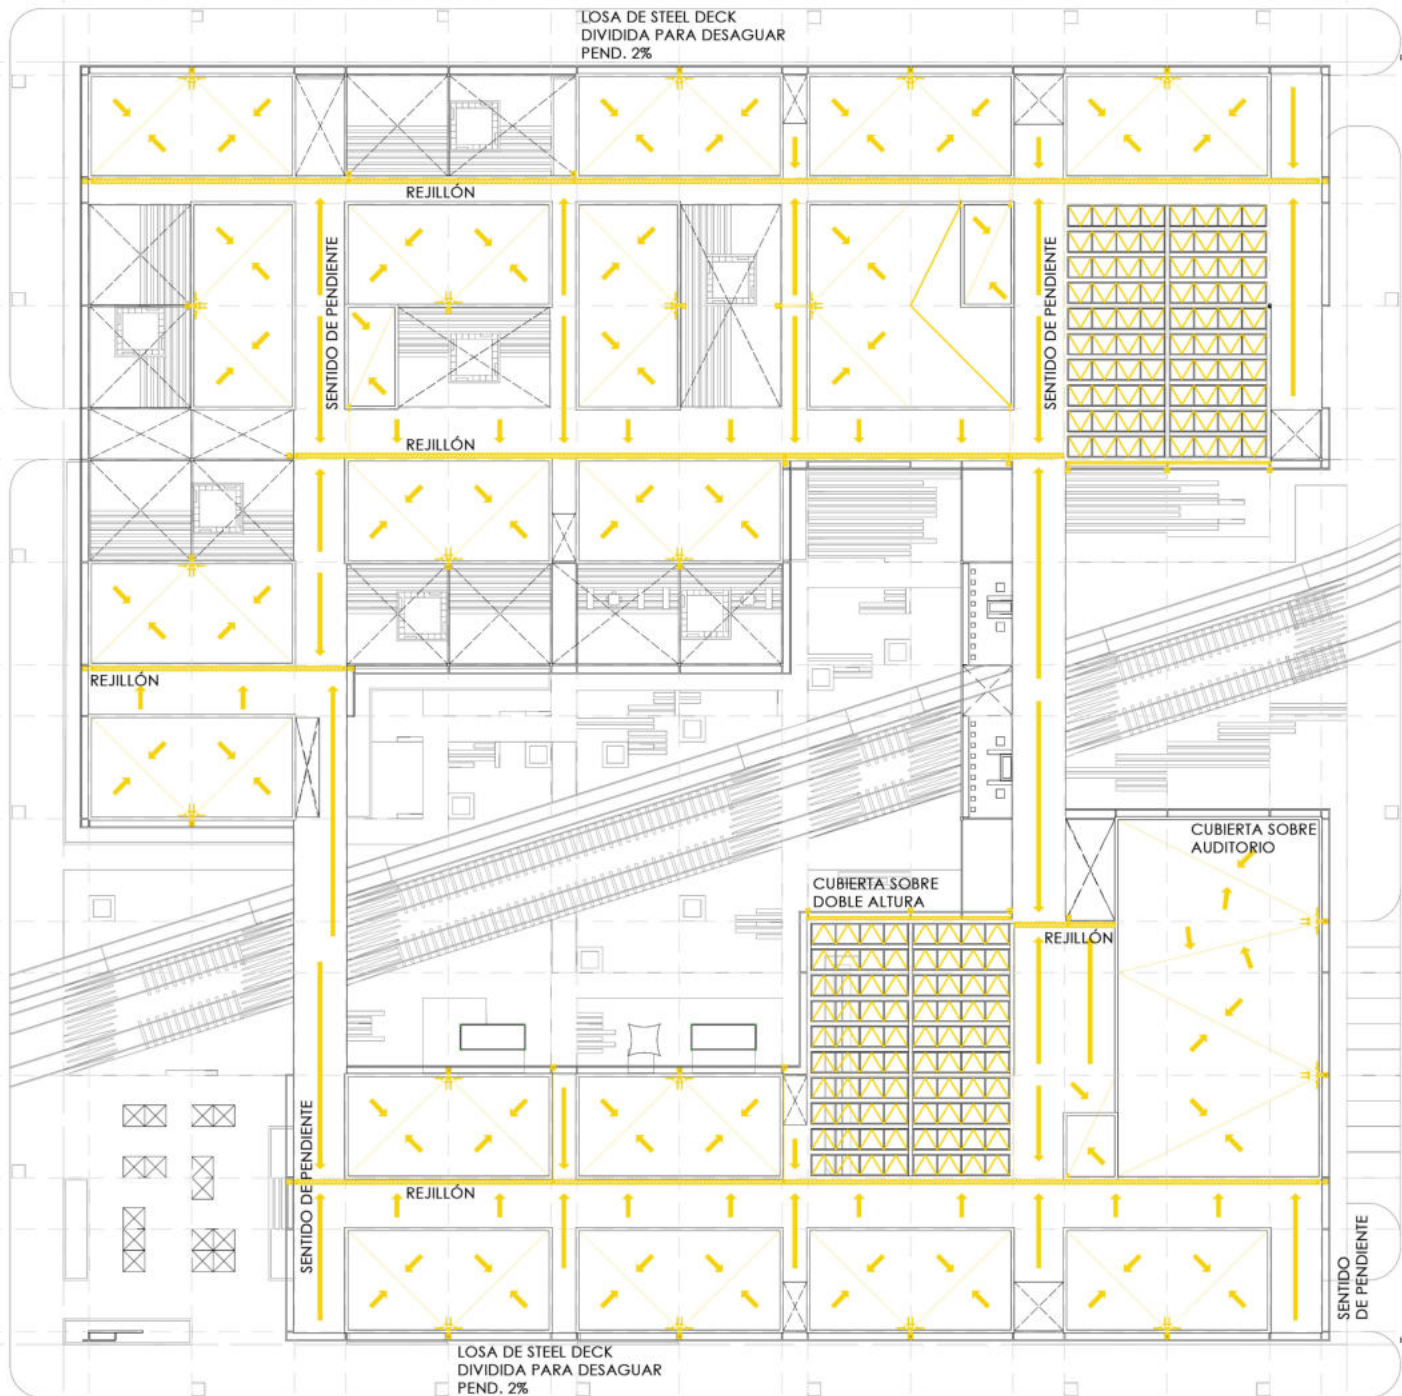 LOSA DE STEEL DECK
DIVIDIDA PARA DESAGUAR
PEND. 2%
REJILLÓN
SENTIDO DE PENDIENTE
SENTIDO DE PENDIENTE
REJILLÓN
REJILLÓN
CUBIERTA SOBRE
AUDITORIO
CUBIERTA SOBRE
DOBLE ALTURA
REJILLÓN
SENTIDO DE PENDIENTE
REJILLÓN
SENTIDO
DE PENDIENTE
LOSA DE STEEL DECK
DIVIDIDA PARA DESAGUAR
PEND. 2%